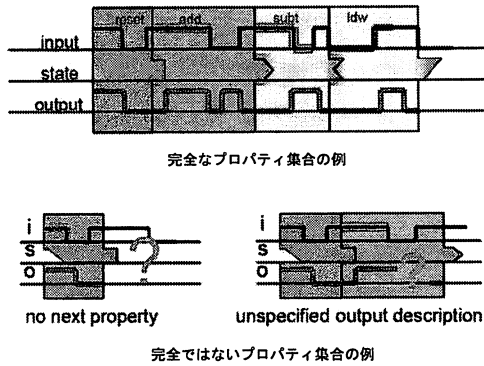 reset add subt ldw
input
state
output
完全なプロパティ集合の例
i
s
o
?
no next property
i
s
o
?
unspecified output description
完全ではないプロパティ集合の例